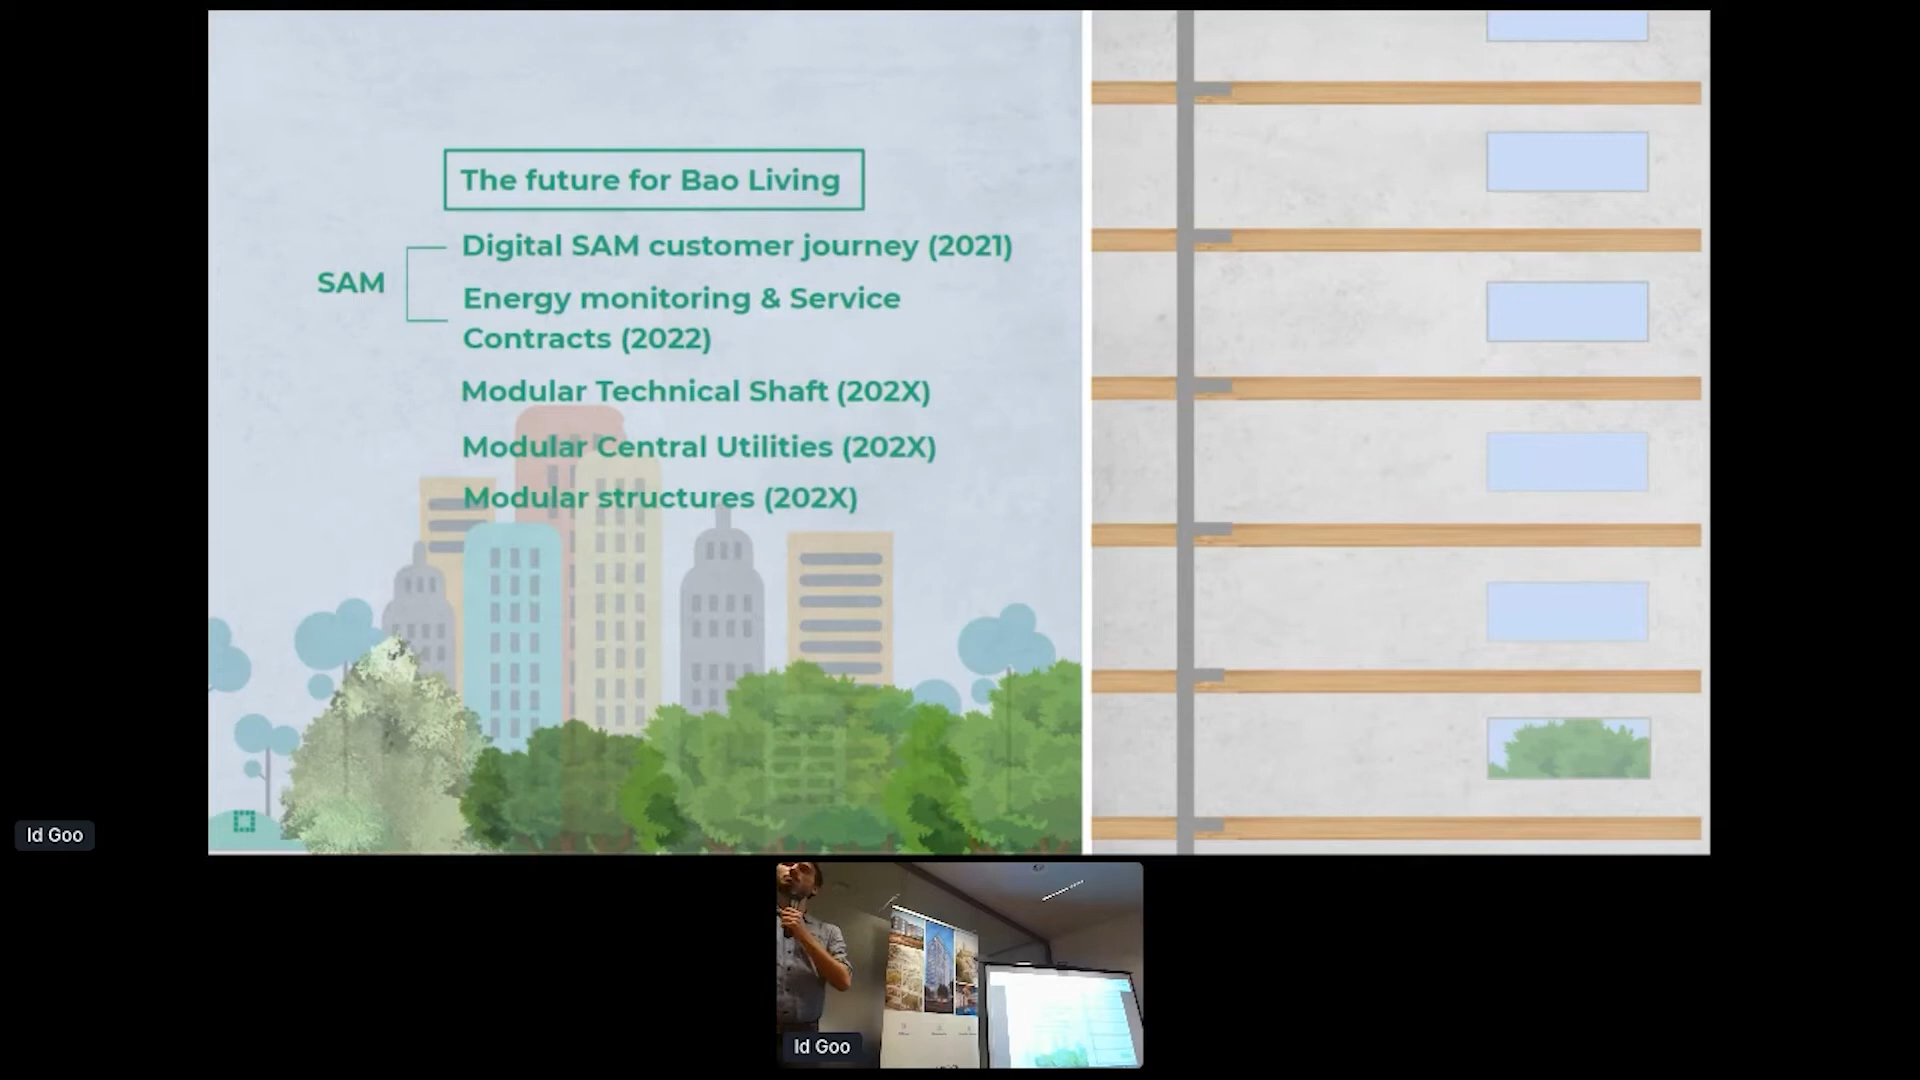 The future for Bao Living
Digital SAM customer journey (2021)
SAM
Energy monitoring & Service
Contracts (2022)
Modular Technical Shaft (202X)
Modular Central Utilities (202X)
Modular structures (202X)
Id Goo
Id Goo